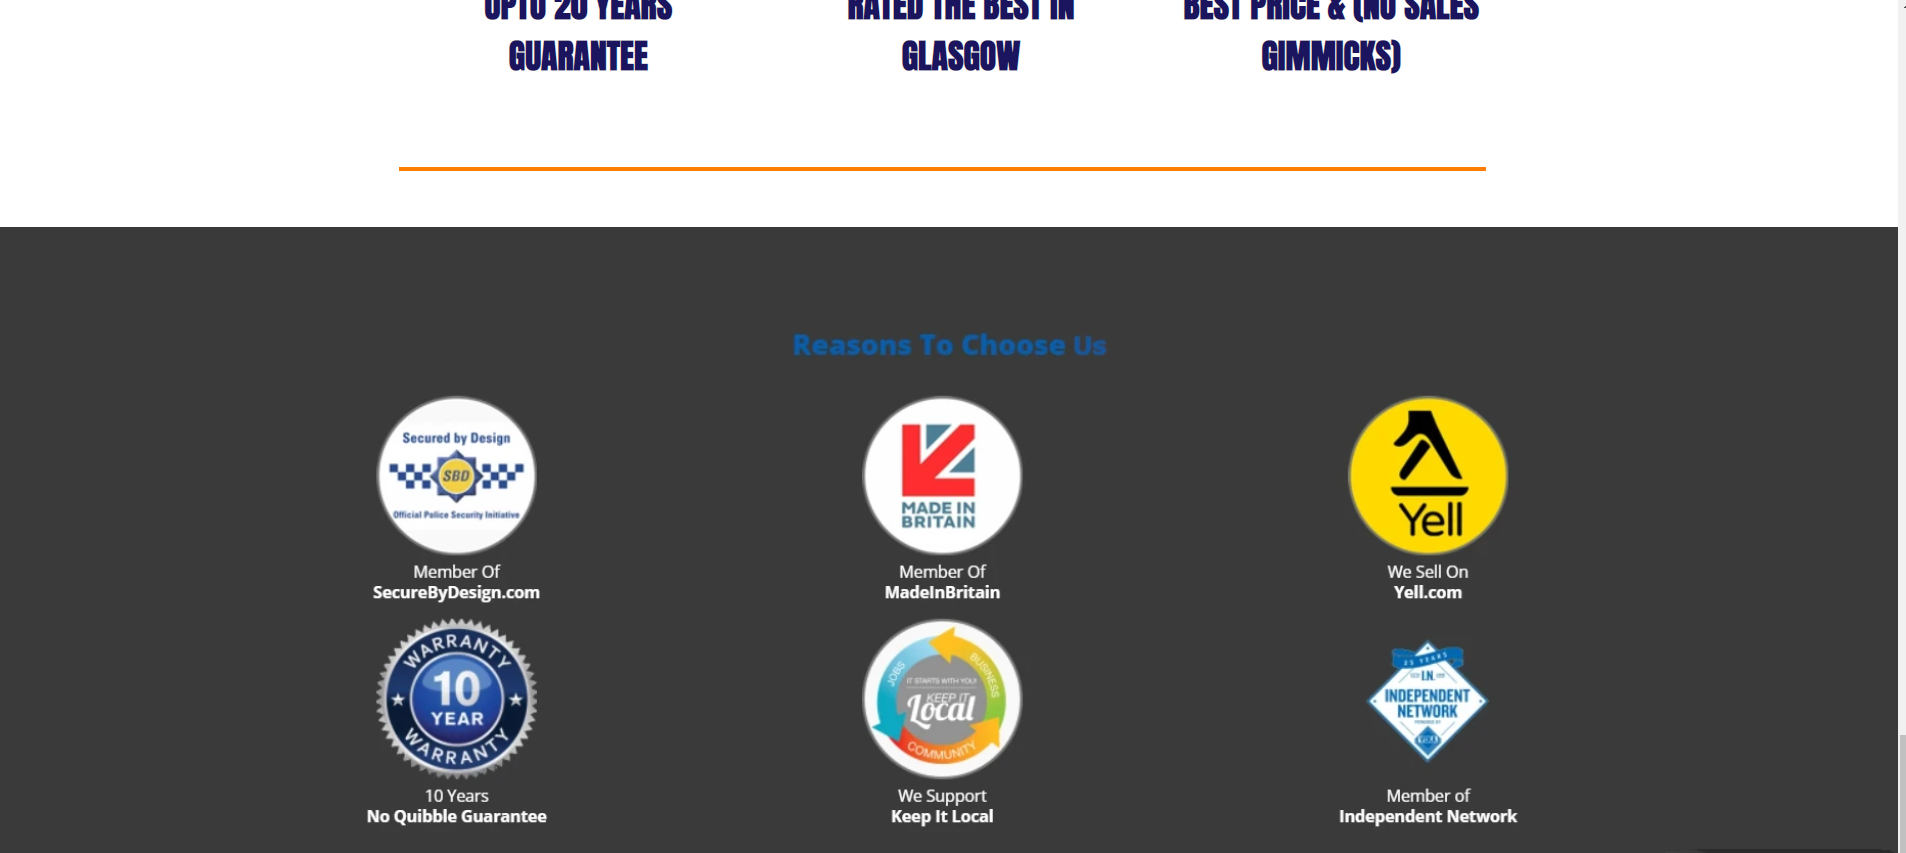 UPTO 20 YEARS
GUARANTEE
RATED THE BEST IN
GLASGOW
BEST PRICE & (NO SALES
GIMMICKS)
Reasons To Choose Us
Secured by Design
SBD
Official Police Security Initiative
Member Of
SecureByDesign.com
MADE IN
BRITAIN
Member Of
MadeInBritain
Yell
We Sell On
Yell.com
WARRANTY
10
YEAR
WARRANTY
10 Years
No Quibble Guarantee
JOBS
BUSINESS
IT STARTS WITH YOU!
KEEP IT
Local
COMMUNITY
We Support
Keep It Local
25 YEARS
I.N.
INDEPENDENT
NETWORK
POWERED BY
Member of
Independent Network